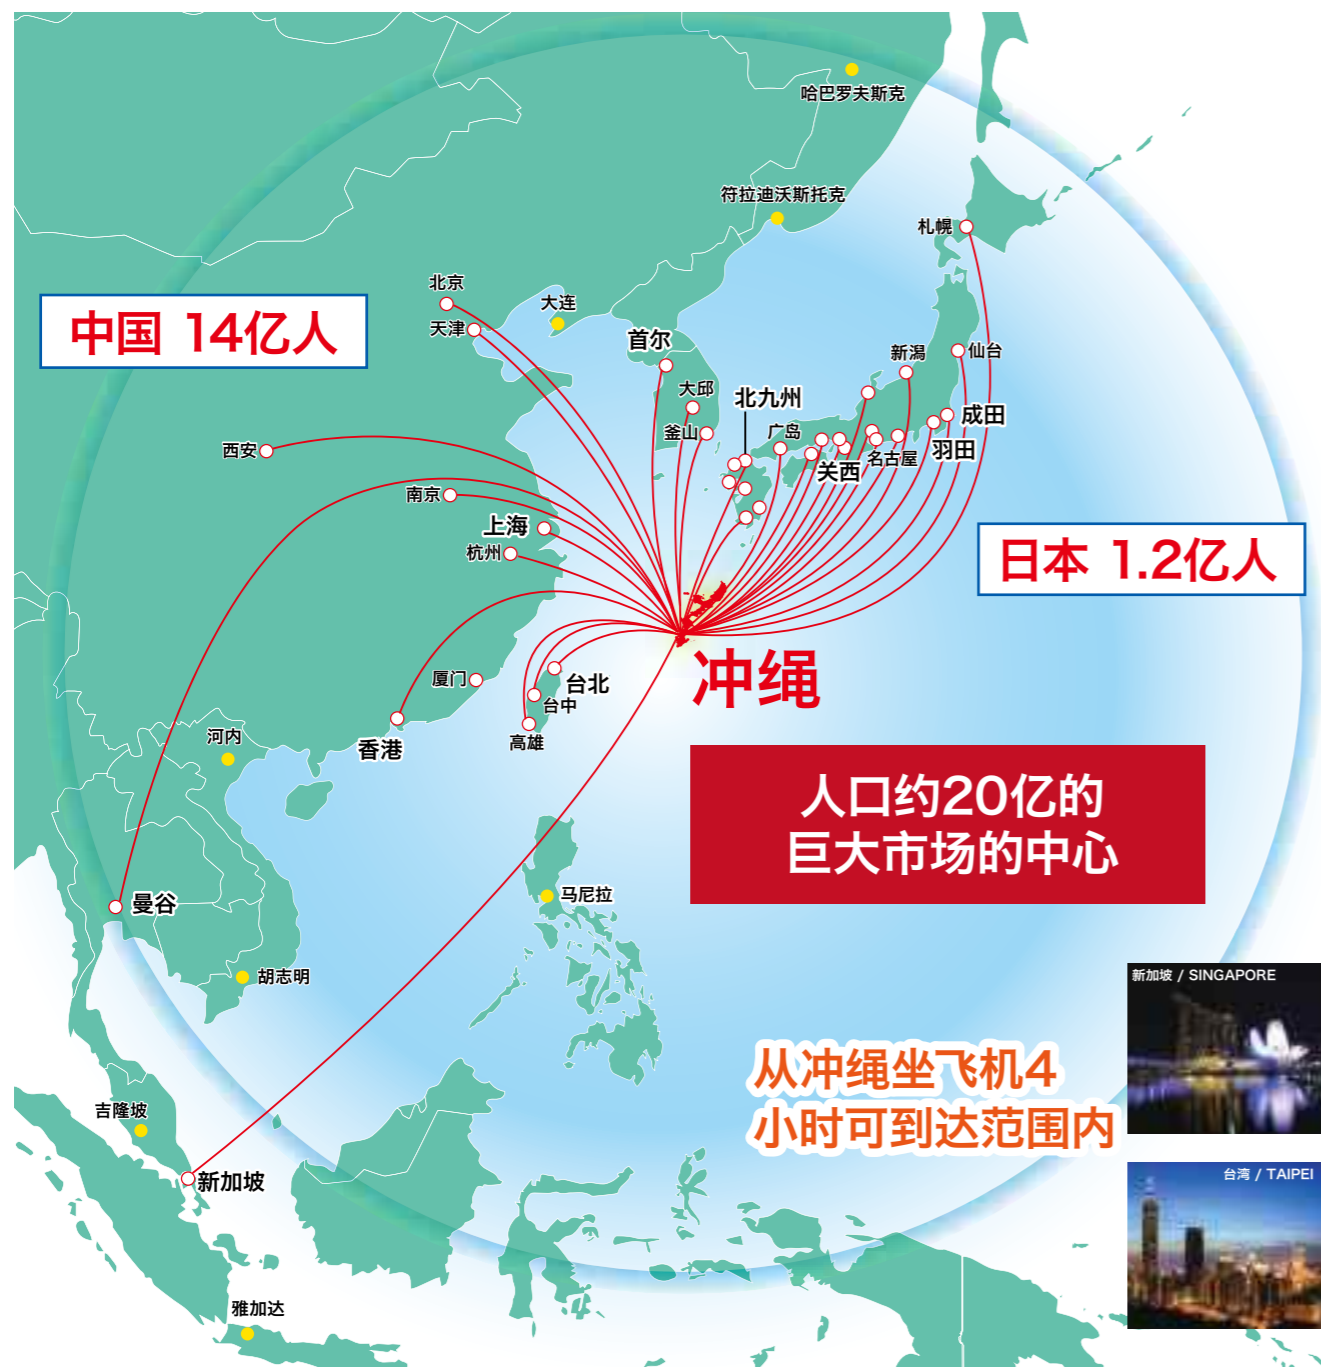 哈巴罗夫斯克
符拉迪沃斯托克
札幌
北京
大连
天津
中国 14亿人
首尔
新潟
仙台
大邱
北九州
成田
釜山
广岛
羽田
名古屋
关西
西安
南京
上海
杭州
日本 1.2亿人
冲绳
厦门
台北
台中
高雄
香港
河内
人口约20亿的
巨大市场的中心
马尼拉
曼谷
胡志明
新加坡 / SINGAPORE
从冲绳坐飞机4
小时可到达范围内
吉隆坡
新加坡
台湾 / TAIPEI
雅加达